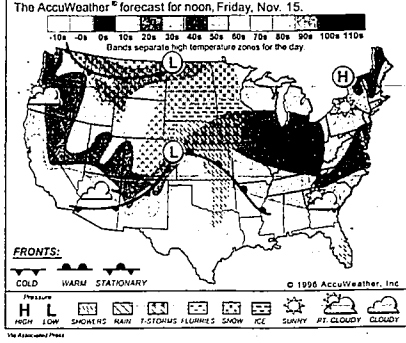 The AccuWeather® forecast for noon, Friday, Nov. 15.
-10s -0s 0s 10s 20s 30s 40s 50s 60s 70s 80s 90s 100s 110s
Bands separate high temperature zones for the day.
L
H
L
FRONTS:
COLD WARM STATIONARY
© 1996 AccuWeather, Inc
Pressure
H L
HIGH LOW SHOWERS RAIN T-STORMS FLURRIES SNOW ICE SUNNY PT. CLOUDY CLOUDY
Via Associated Press